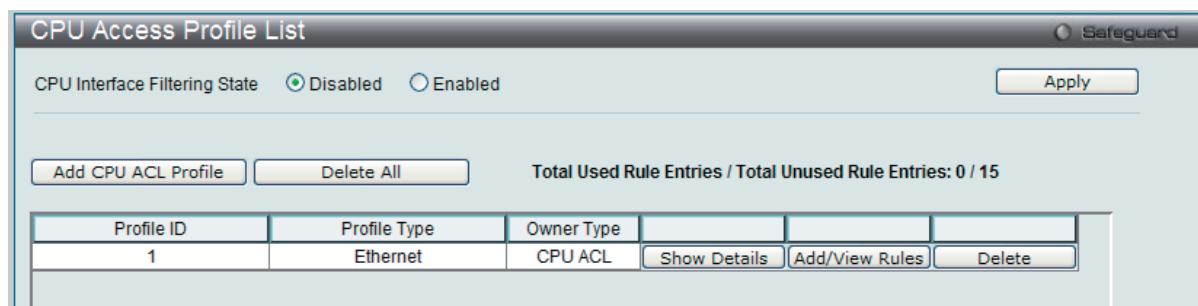 CPU Access Profile List
Safeguard
CPU Interface Filtering State Disabled Enabled Apply
Add CPU ACL Profile Delete All Total Used Rule Entries / Total Unused Rule Entries: 0 / 15
Profile ID Profile Type Owner Type
1 Ethernet CPU ACL Show Details Add/View Rules Delete